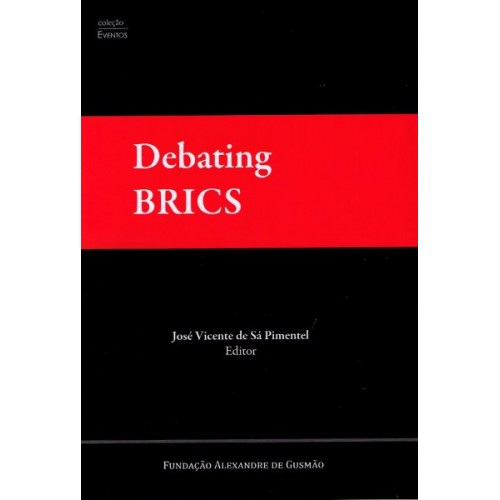 coleção
EVENTOS
Debating
BRICS
José Vicente de Sá Pimentel
Editor
FUNDAÇÃO ALEXANDRE DE GUSMÃO